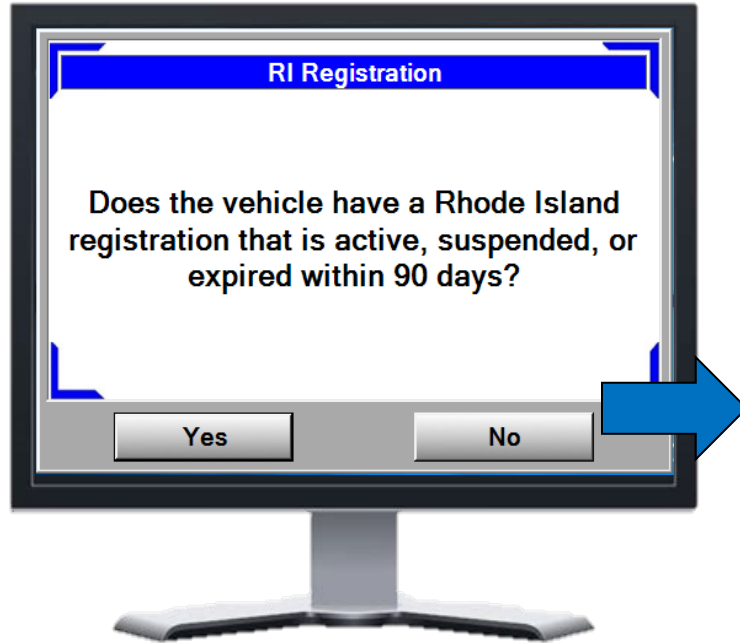 RI Registration
Does the vehicle have a Rhode Island
registration that is active, suspended, or
expired within 90 days?
Yes
No